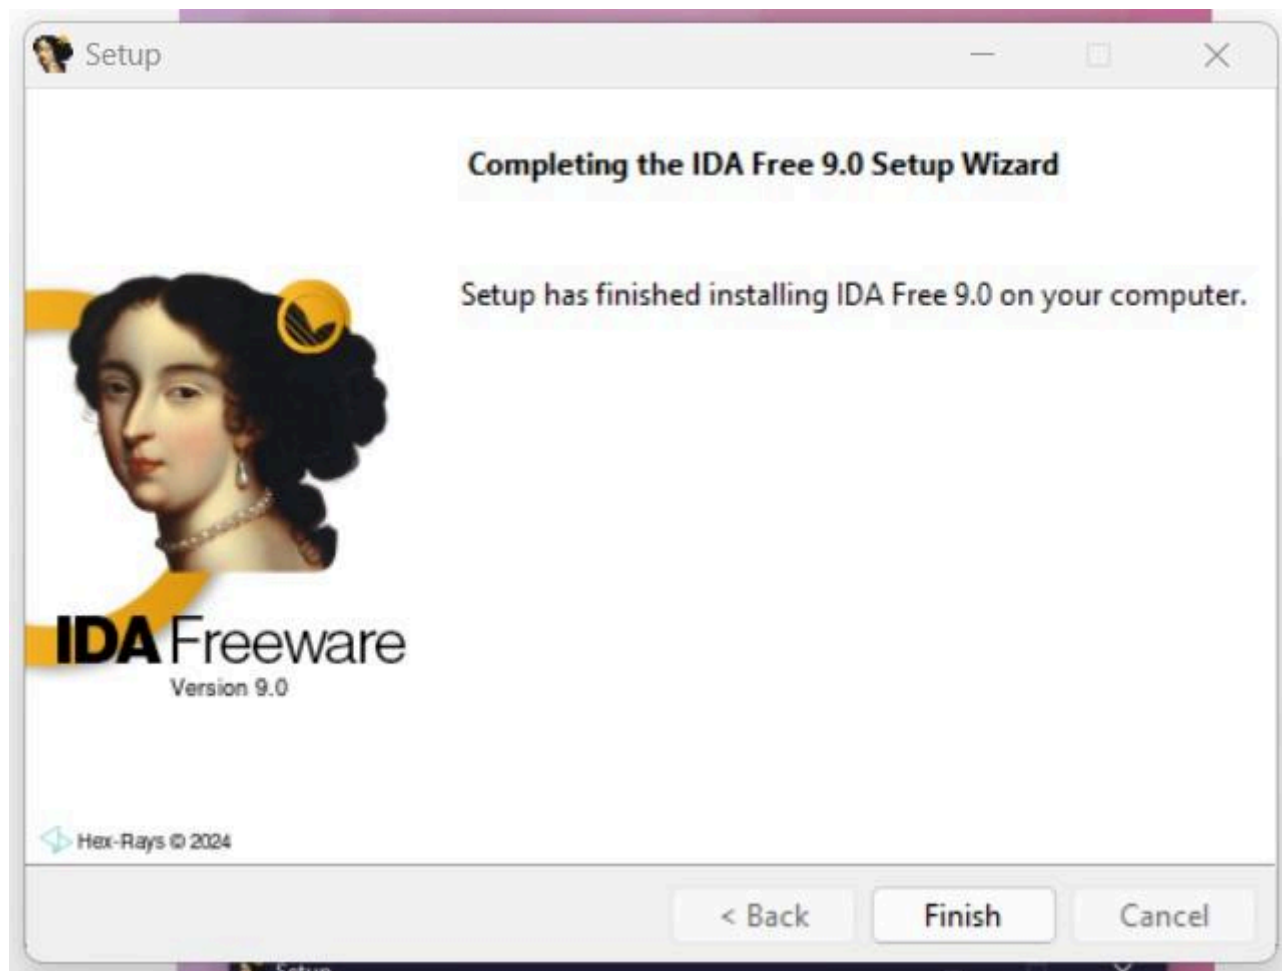 Setup
Completing the IDA Free 9.0 Setup Wizard
Setup has finished installing IDA Free 9.0 on your computer.
IDA Freeware
Version 9.0
Hex-Rays © 2024
< Back
Finish
Cancel
Setup